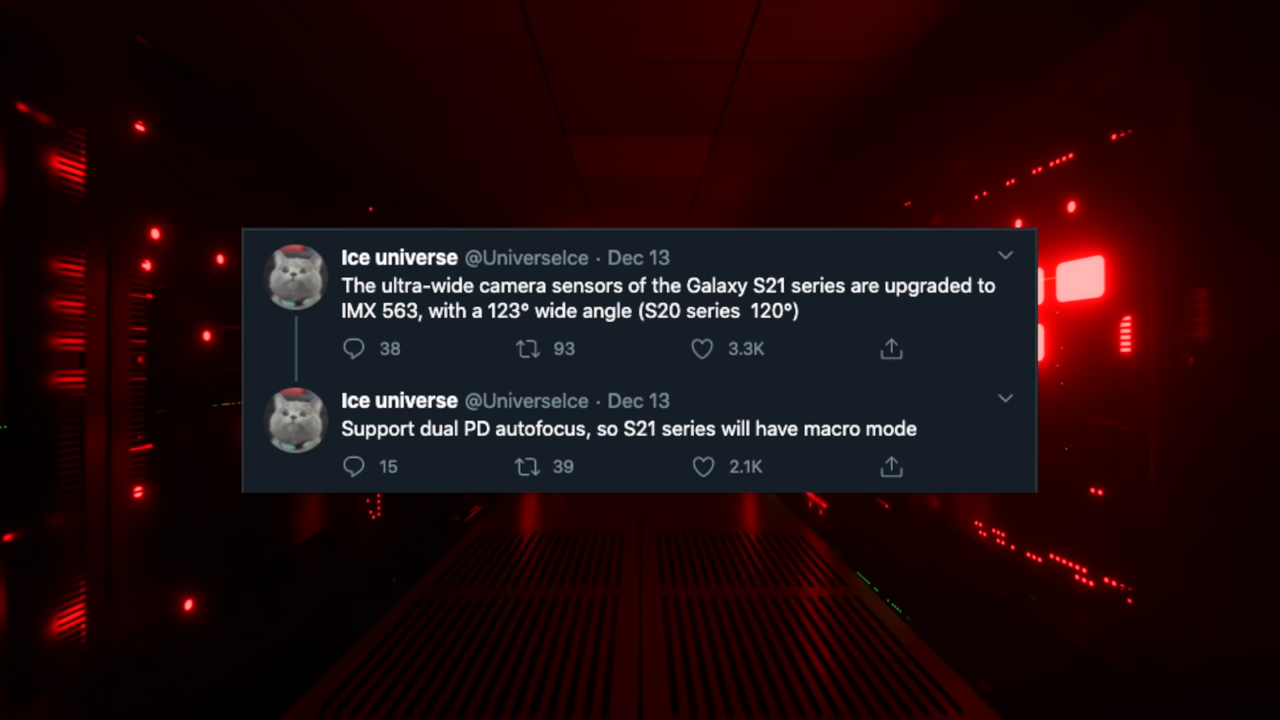 Ice universe @UniverseIce · Dec 13
The ultra-wide camera sensors of the Galaxy S21 series are upgraded to
IMX 563, with a 123° wide angle (S20 series  120°)
38 93 3.3K
Ice universe @UniverseIce · Dec 13
Support dual PD autofocus, so S21 series will have macro mode
15 39 2.1K